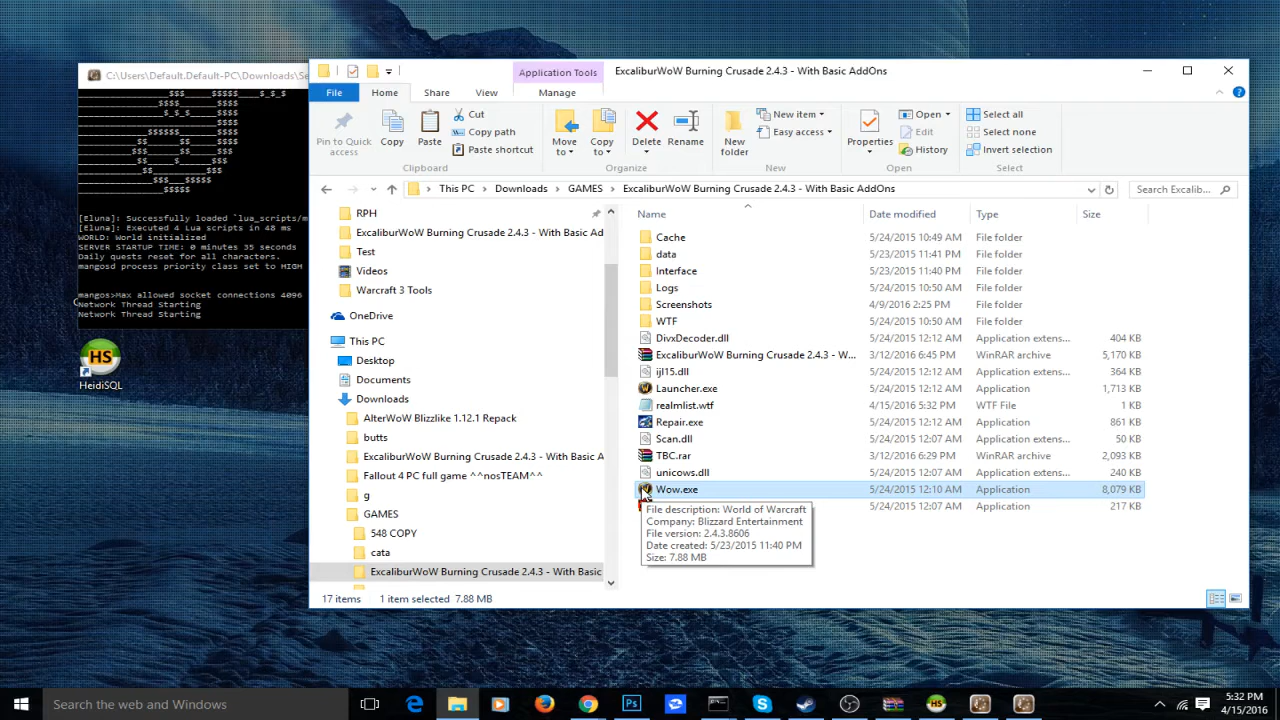 C:\Users\Default.Default-PC\Downloads\Se
[Eluna]: Successfully loaded `lua_scripts/m
[Eluna]: Executed 4 Lua scripts in 48 ms
WORLD: World initialized
SERVER STARTUP TIME: 0 minutes 35 seconds
Daily quests reset for all characters.
mangosd process priority class set to HIGH
mangos>Max allowed socket connections 4096
Network Thread Starting
Network Thread Starting
HS
HeidiSQL
Application Tools
ExcaliburWoW Burning Crusade 2.4.3 - With Basic AddOns
File
Home
Share
View
Manage
Pin to Quick access
Copy
Paste
Cut
Copy path
Paste shortcut
Clipboard
Move to
Copy to
Delete
Rename
Organize
New folder
New item
Easy access
New
Properties
Open
Edit
History
Open
Select all
Select none
Invert selection
Select
This PC
Downloads
GAMES
ExcaliburWoW Burning Crusade 2.4.3 - With Basic AddOns
Search Excalib...
RPH
ExcaliburWoW Burning Crusade 2.4.3 - With Basic Ad
Test
Videos
Warcraft 3 Tools
OneDrive
This PC
Desktop
Documents
Downloads
AlterWoW Blizzlike 1.12.1 Repack
butts
ExcaliburWoW Burning Crusade 2.4.3 - With Basic A
Fallout 4 PC full game ^^nosTEAM^^
g
GAMES
548 COPY
cata
ExcaliburWoW Burning Crusade 2.4.3 - With Basic
Name Date modified Type Size
Cache 5/24/2015 10:49 AM File folder
data 5/23/2015 11:41 PM File folder
Interface 5/23/2015 11:40 PM File folder
Logs 5/24/2015 10:50 AM File folder
Screenshots 4/9/2016 2:25 PM File folder
WTF 5/24/2015 10:50 AM File folder
DivxDecoder.dll 5/24/2015 12:12 AM Application extens... 404 KB
ExcaliburWoW Burning Crusade 2.4.3 - W... 3/12/2016 6:45 PM WinRAR archive 5,170 KB
ijl15.dll 5/24/2015 12:12 AM Application extens... 364 KB
Launcher.exe 5/24/2015 12:12 AM Application 1,713 KB
realmlist.wtf 4/15/2016 5:32 PM WTF File 1 KB
Repair.exe 5/24/2015 12:12 AM Application 861 KB
Scan.dll 5/24/2015 12:07 AM Application extens... 50 KB
TBC.rar 3/12/2016 6:29 PM WinRAR archive 2,093 KB
unicows.dll 5/24/2015 12:07 AM Application extens... 240 KB
Wow.exe 5/24/2015 12:10 AM Application 8,079 KB
5/24/2015 12:07 AM Application 217 KB
File description: World of Warcraft
Company: Blizzard Entertainment
File version: 2.4.3.8606
Date created: 5/23/2015 11:40 PM
Size: 7.88 MB
17 items
1 item selected 7.88 MB
Search the web and Windows
Ps
HS
5:32 PM
4/15/2016